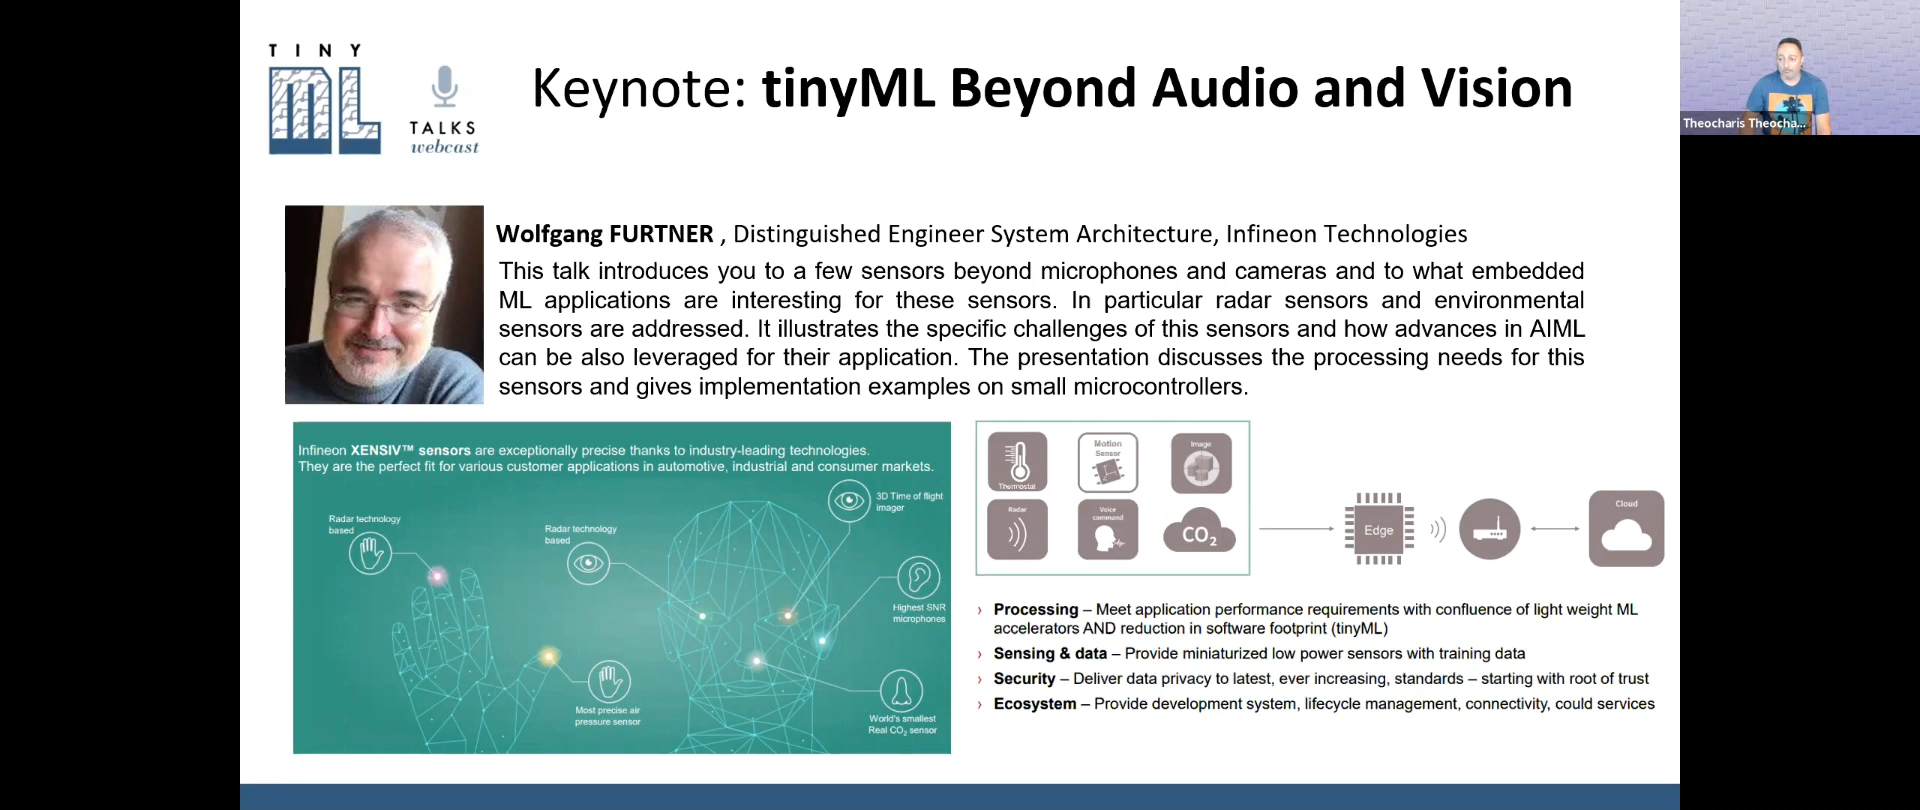 TINY
ML
TALKS
webcast
Keynote: tinyML Beyond Audio and Vision
Theocharis Theocha...
Wolfgang FURTNER , Distinguished Engineer System Architecture, Infineon Technologies
This talk introduces you to a few sensors beyond microphones and cameras and to what embedded
ML applications are interesting for these sensors. In particular radar sensors and environmental
sensors are addressed. It illustrates the specific challenges of this sensors and how advances in AIML
can be also leveraged for their application. The presentation discusses the processing needs for this
sensors and gives implementation examples on small microcontrollers.
Infineon XENSIV™ sensors are exceptionally precise thanks to industry-leading technologies.
They are the perfect fit for various customer applications in automotive, industrial and consumer markets.
Radar technology
based
Radar technology
based
3D Time of flight
imager
Highest SNR
microphones
Most precise air
pressure sensor
World's smallest
Real CO₂ sensor
Thermostat
Motion
Sensor
Image
Radar
Voice
command
CO₂
Edge
Cloud
› Processing – Meet application performance requirements with confluence of light weight ML
accelerators AND reduction in software footprint (tinyML)
› Sensing & data – Provide miniaturized low power sensors with training data
› Security – Deliver data privacy to latest, ever increasing, standards – starting with root of trust
› Ecosystem – Provide development system, lifecycle management, connectivity, could services